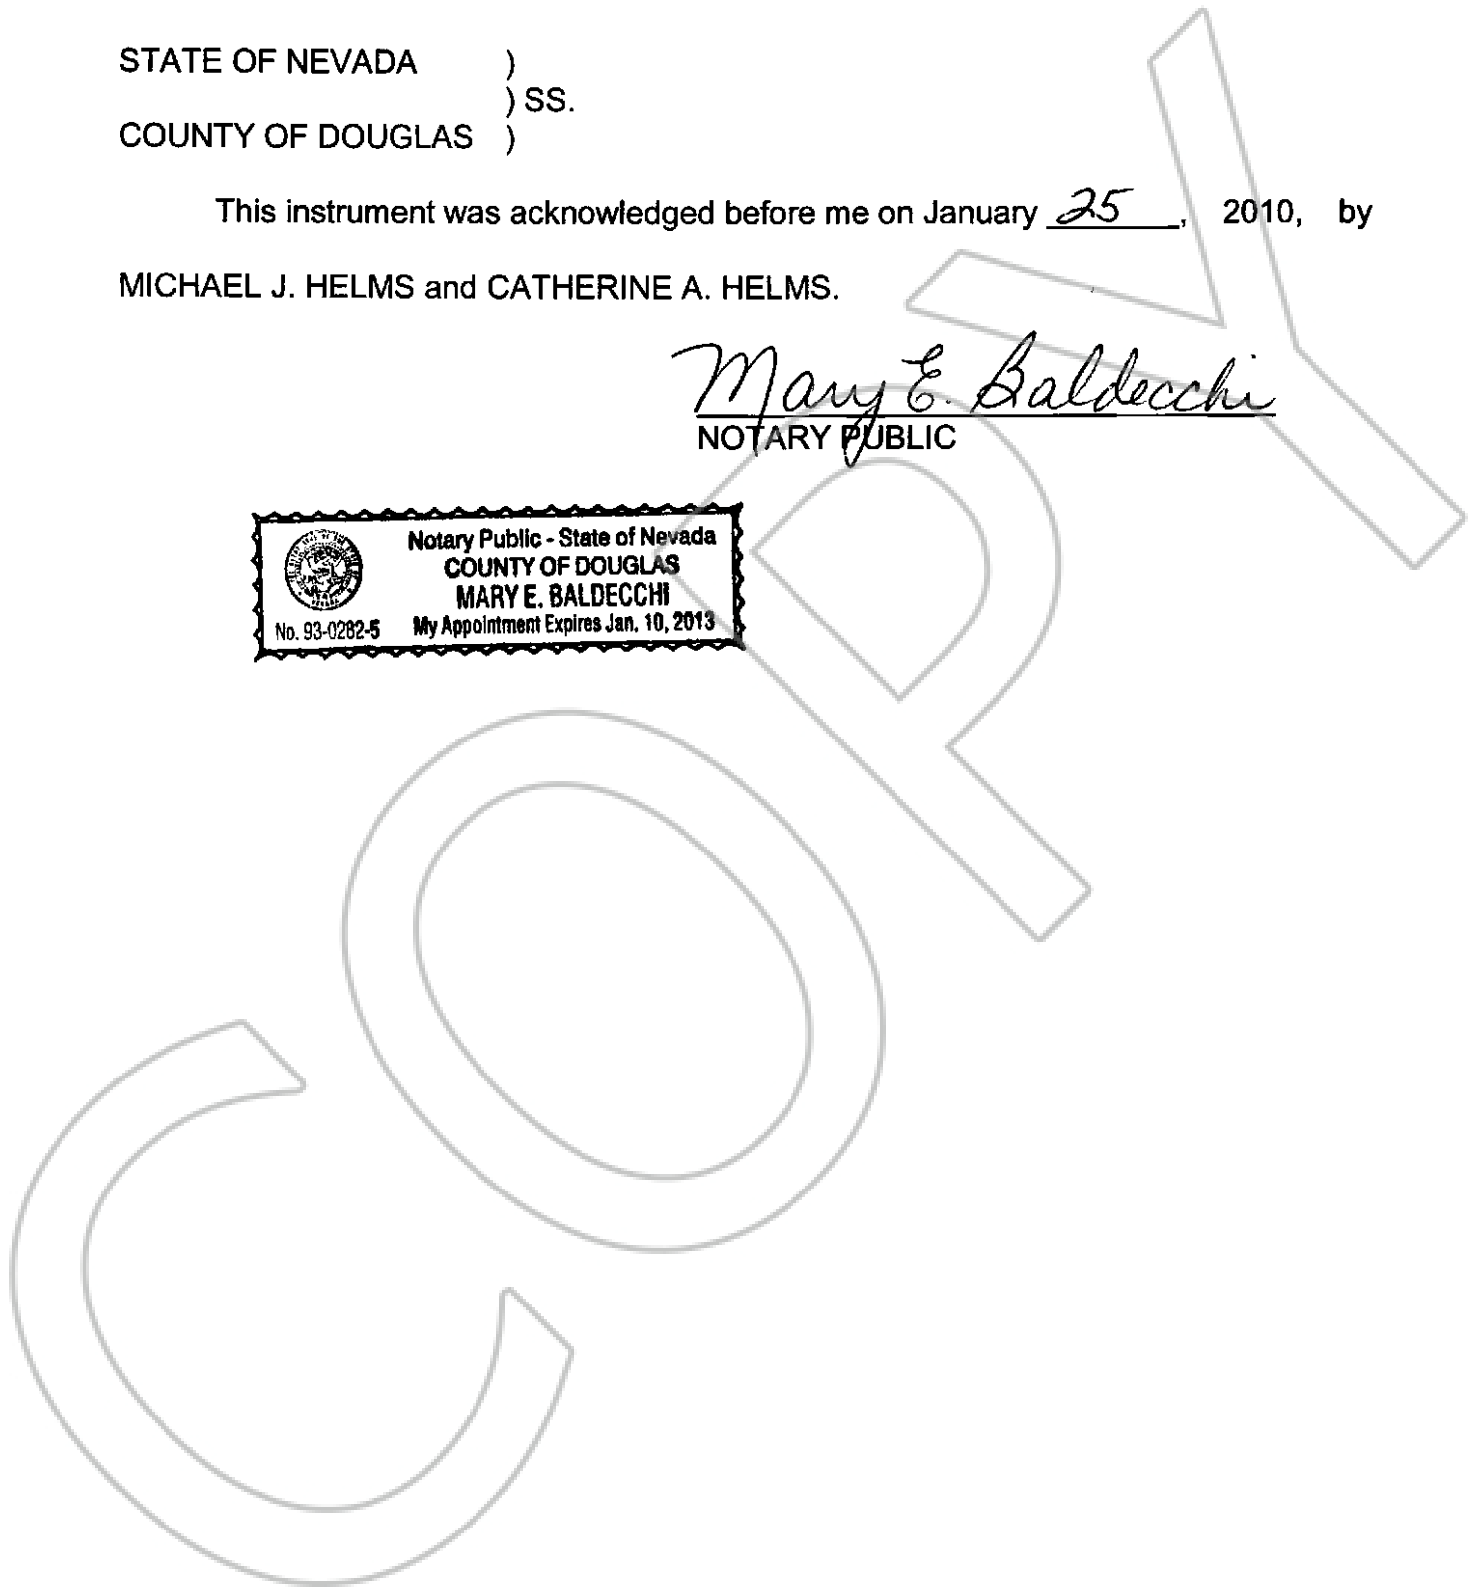 STATE OF NEVADA )
) SS.
COUNTY OF DOUGLAS )
This instrument was acknowledged before me on January 25, 2010, by
MICHAEL J. HELMS and CATHERINE A. HELMS.
Mary E. Baldecchi
NOTARY PUBLIC
Notary Public - State of Nevada
COUNTY OF DOUGLAS
MARY E. BALDECCHI
No. 93-0282-5 My Appointment Expires Jan. 10, 2013
COPY